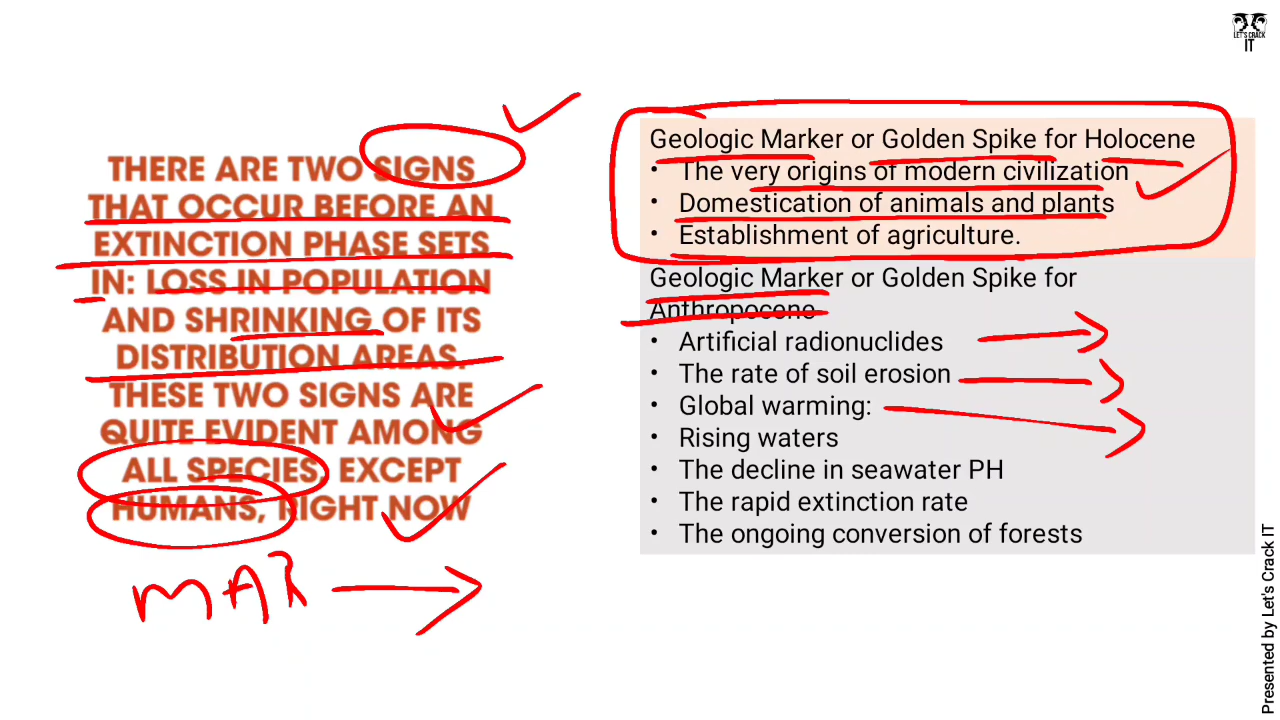 LET'S CRACK
IT
THERE ARE TWO SIGNS
THAT OCCUR BEFORE AN
EXTINCTION PHASE SETS
IN: LOSS IN POPULATION
AND SHRINKING OF ITS
DISTRIBUTION AREAS.
THESE TWO SIGNS ARE
QUITE EVIDENT AMONG
ALL SPECIES, EXCEPT
HUMANS, RIGHT NOW
Geologic Marker or Golden Spike for Holocene
• The very origins of modern civilization
• Domestication of animals and plants
• Establishment of agriculture.
Geologic Marker or Golden Spike for
Anthropocene
• Artificial radionuclides
• The rate of soil erosion
• Global warming:
• Rising waters
• The decline in seawater PH
• The rapid extinction rate
• The ongoing conversion of forests
Presented by Let's Crack IT